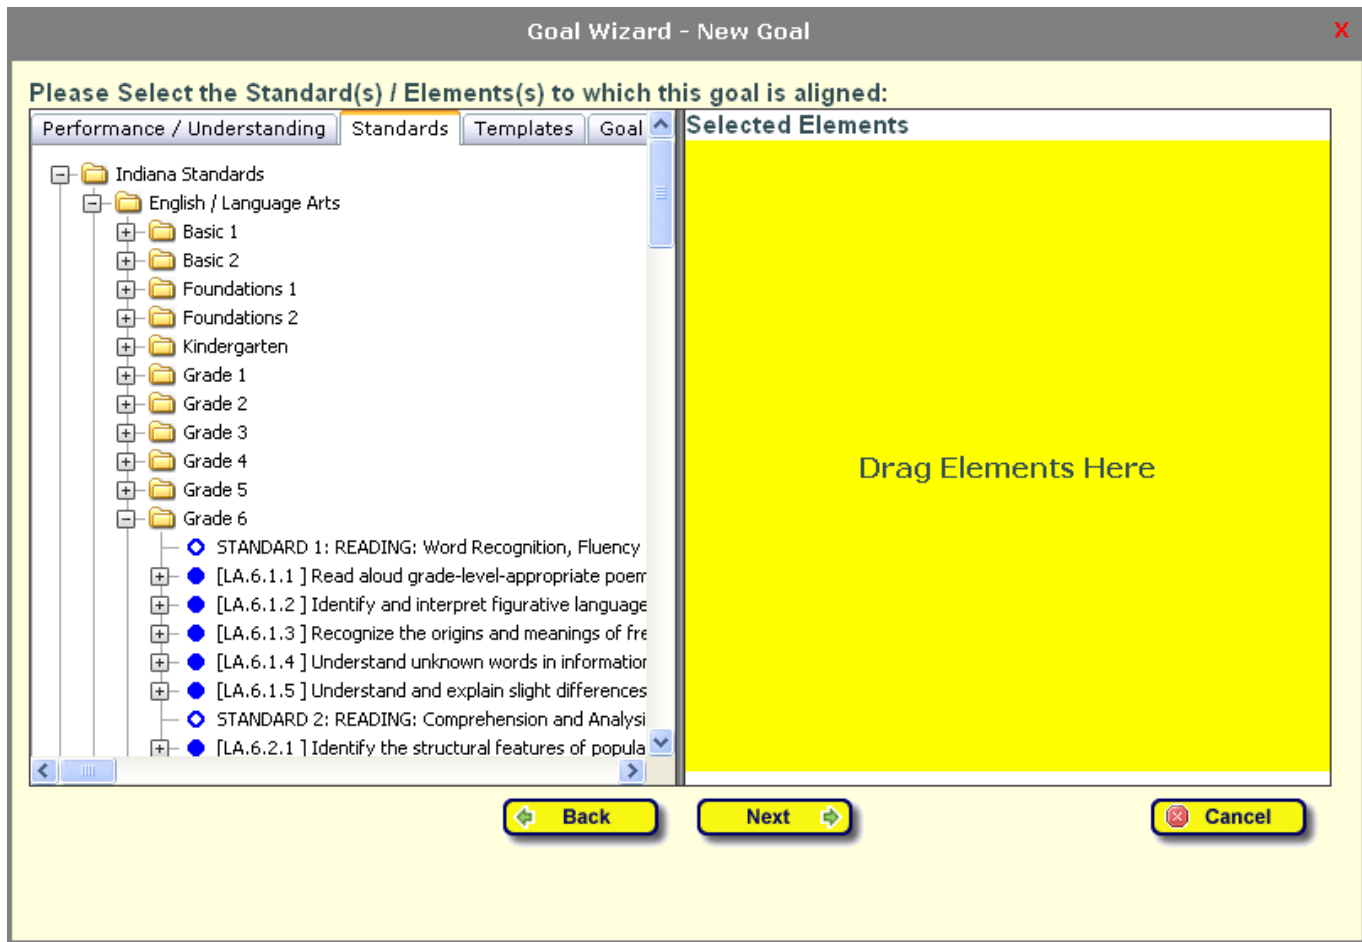 Goal Wizard - New Goal
X
Please Select the Standard(s) / Elements(s) to which this goal is aligned:
Performance / Understanding
Standards
Templates
Goal
Indiana Standards
English / Language Arts
Basic 1
Basic 2
Foundations 1
Foundations 2
Kindergarten
Grade 1
Grade 2
Grade 3
Grade 4
Grade 5
Grade 6
STANDARD 1: READING: Word Recognition, Fluency
[LA.6.1.1 ] Read aloud grade-level-appropriate poem
[LA.6.1.2 ] Identify and interpret figurative language
[LA.6.1.3 ] Recognize the origins and meanings of fre
[LA.6.1.4 ] Understand unknown words in information
[LA.6.1.5 ] Understand and explain slight differences
STANDARD 2: READING: Comprehension and Analysi
[LA.6.2.1 ] Identify the structural features of popula
Selected Elements
Drag Elements Here
Back
Next
Cancel